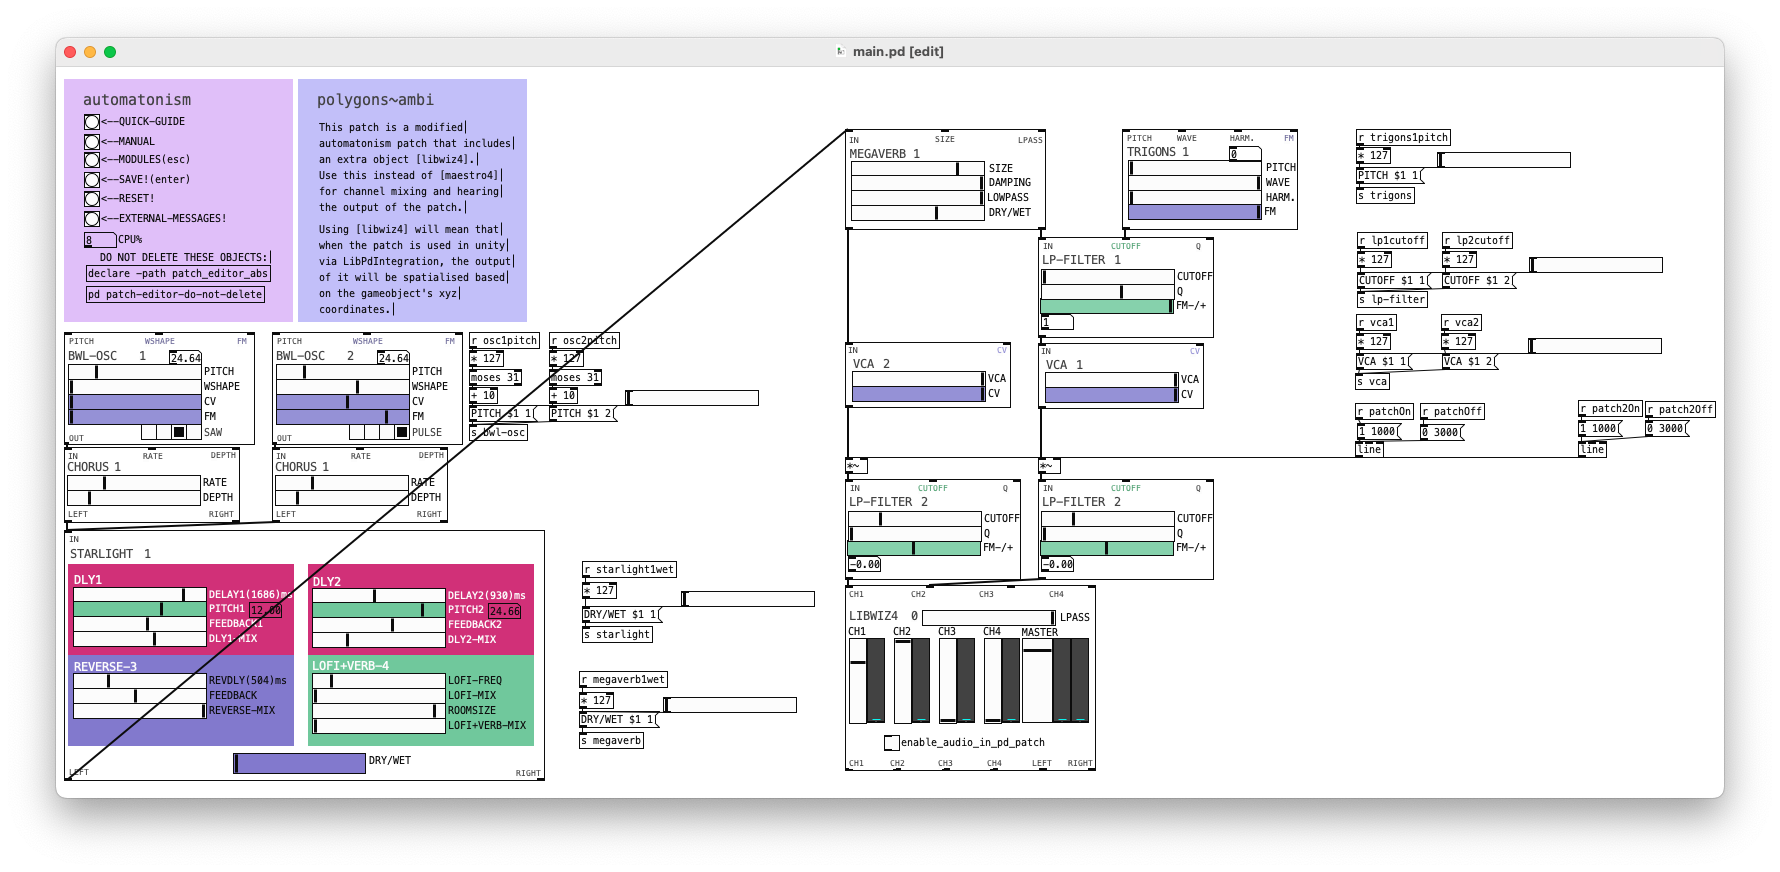 main.pd [edit]
automatonism
<--QUICK-GUIDE
<--MANUAL
<--MODULES(esc)
<--SAVE!(enter)
<--RESET!
<--EXTERNAL-MESSAGES!
8 CPU%
DO NOT DELETE THESE OBJECTS:
declare -path patch_editor_abs
pd patch-editor-do-not-delete
polygons~ambi
This patch is a modified
automatonism patch that includes
an extra object [libwiz4].
Use this instead of [maestro4]
for channel mixing and hearing
the output of the patch.
Using [libwiz4] will mean that
when the patch is used in unity
via LibPdIntegration, the output
of it will be spatialised based
on the gameobject's xyz
coordinates.
PITCH WSHAPE FM
BWL-OSC 1 24.64
PITCH
WSHAPE
CV
FM
SAW
OUT
PITCH WSHAPE FM
BWL-OSC 2 24.64
PITCH
WSHAPE
CV
FM
PULSE
OUT
r osc1pitch
* 127
moses 31
+ 10
PITCH $1 1
s bwl-osc
r osc2pitch
* 127
moses 31
+ 10
PITCH $1 2
IN RATE DEPTH
CHORUS 1
RATE
DEPTH
LEFT RIGHT
IN RATE DEPTH
CHORUS 1
RATE
DEPTH
LEFT RIGHT
IN
STARLIGHT 1
DLY1
DELAY1(1686)ms
PITCH1 12.00
FEEDBACK1
DLY1-MIX
DLY2
DELAY2(930)ms
PITCH2 24.66
FEEDBACK2
DLY2-MIX
REVERSE-3
REVDLY(504)ms
FEEDBACK
REVERSE-MIX
LOFI+VERB-4
LOFI-FREQ
LOFI-MIX
ROOMSIZE
LOFI+VERB-MIX
DRY/WET
LEFT RIGHT
r starlight1wet
* 127
DRY/WET $1 1
s starlight
r megaverb1wet
* 127
DRY/WET $1 1
s megaverb
IN SIZE LPASS
MEGAVERB 1
SIZE
DAMPING
LOWPASS
DRY/WET
PITCH WAVE HARM. FM
TRIGONS 1 0
PITCH
WAVE
HARM.
FM
IN CUTOFF Q
LP-FILTER 1
CUTOFF
Q
FM-/+
1
IN CV
VCA 2
VCA
CV
IN CV
VCA 1
VCA
CV
*~
*~
IN CUTOFF Q
LP-FILTER 2
CUTOFF
Q
FM-/+
-0.00
IN CUTOFF Q
LP-FILTER 2
CUTOFF
Q
FM-/+
-0.00
CH1 CH2 CH3 CH4
LIBWIZ4 0 LPASS
CH1 CH2 CH3 CH4 MASTER
enable_audio_in_pd_patch
CH1 CH2 CH3 CH4 LEFT RIGHT
r trigons1pitch
* 127
PITCH $1 1
s trigons
r lp1cutoff
* 127
CUTOFF $1 1
s lp-filter
r lp2cutoff
* 127
CUTOFF $1 2
r vca1
* 127
VCA $1 1
s vca
r vca2
* 127
VCA $1 2
r patchOn r patchOff
1 1000 0 3000
line
r patch2On r patch2Off
1 1000 0 3000
line